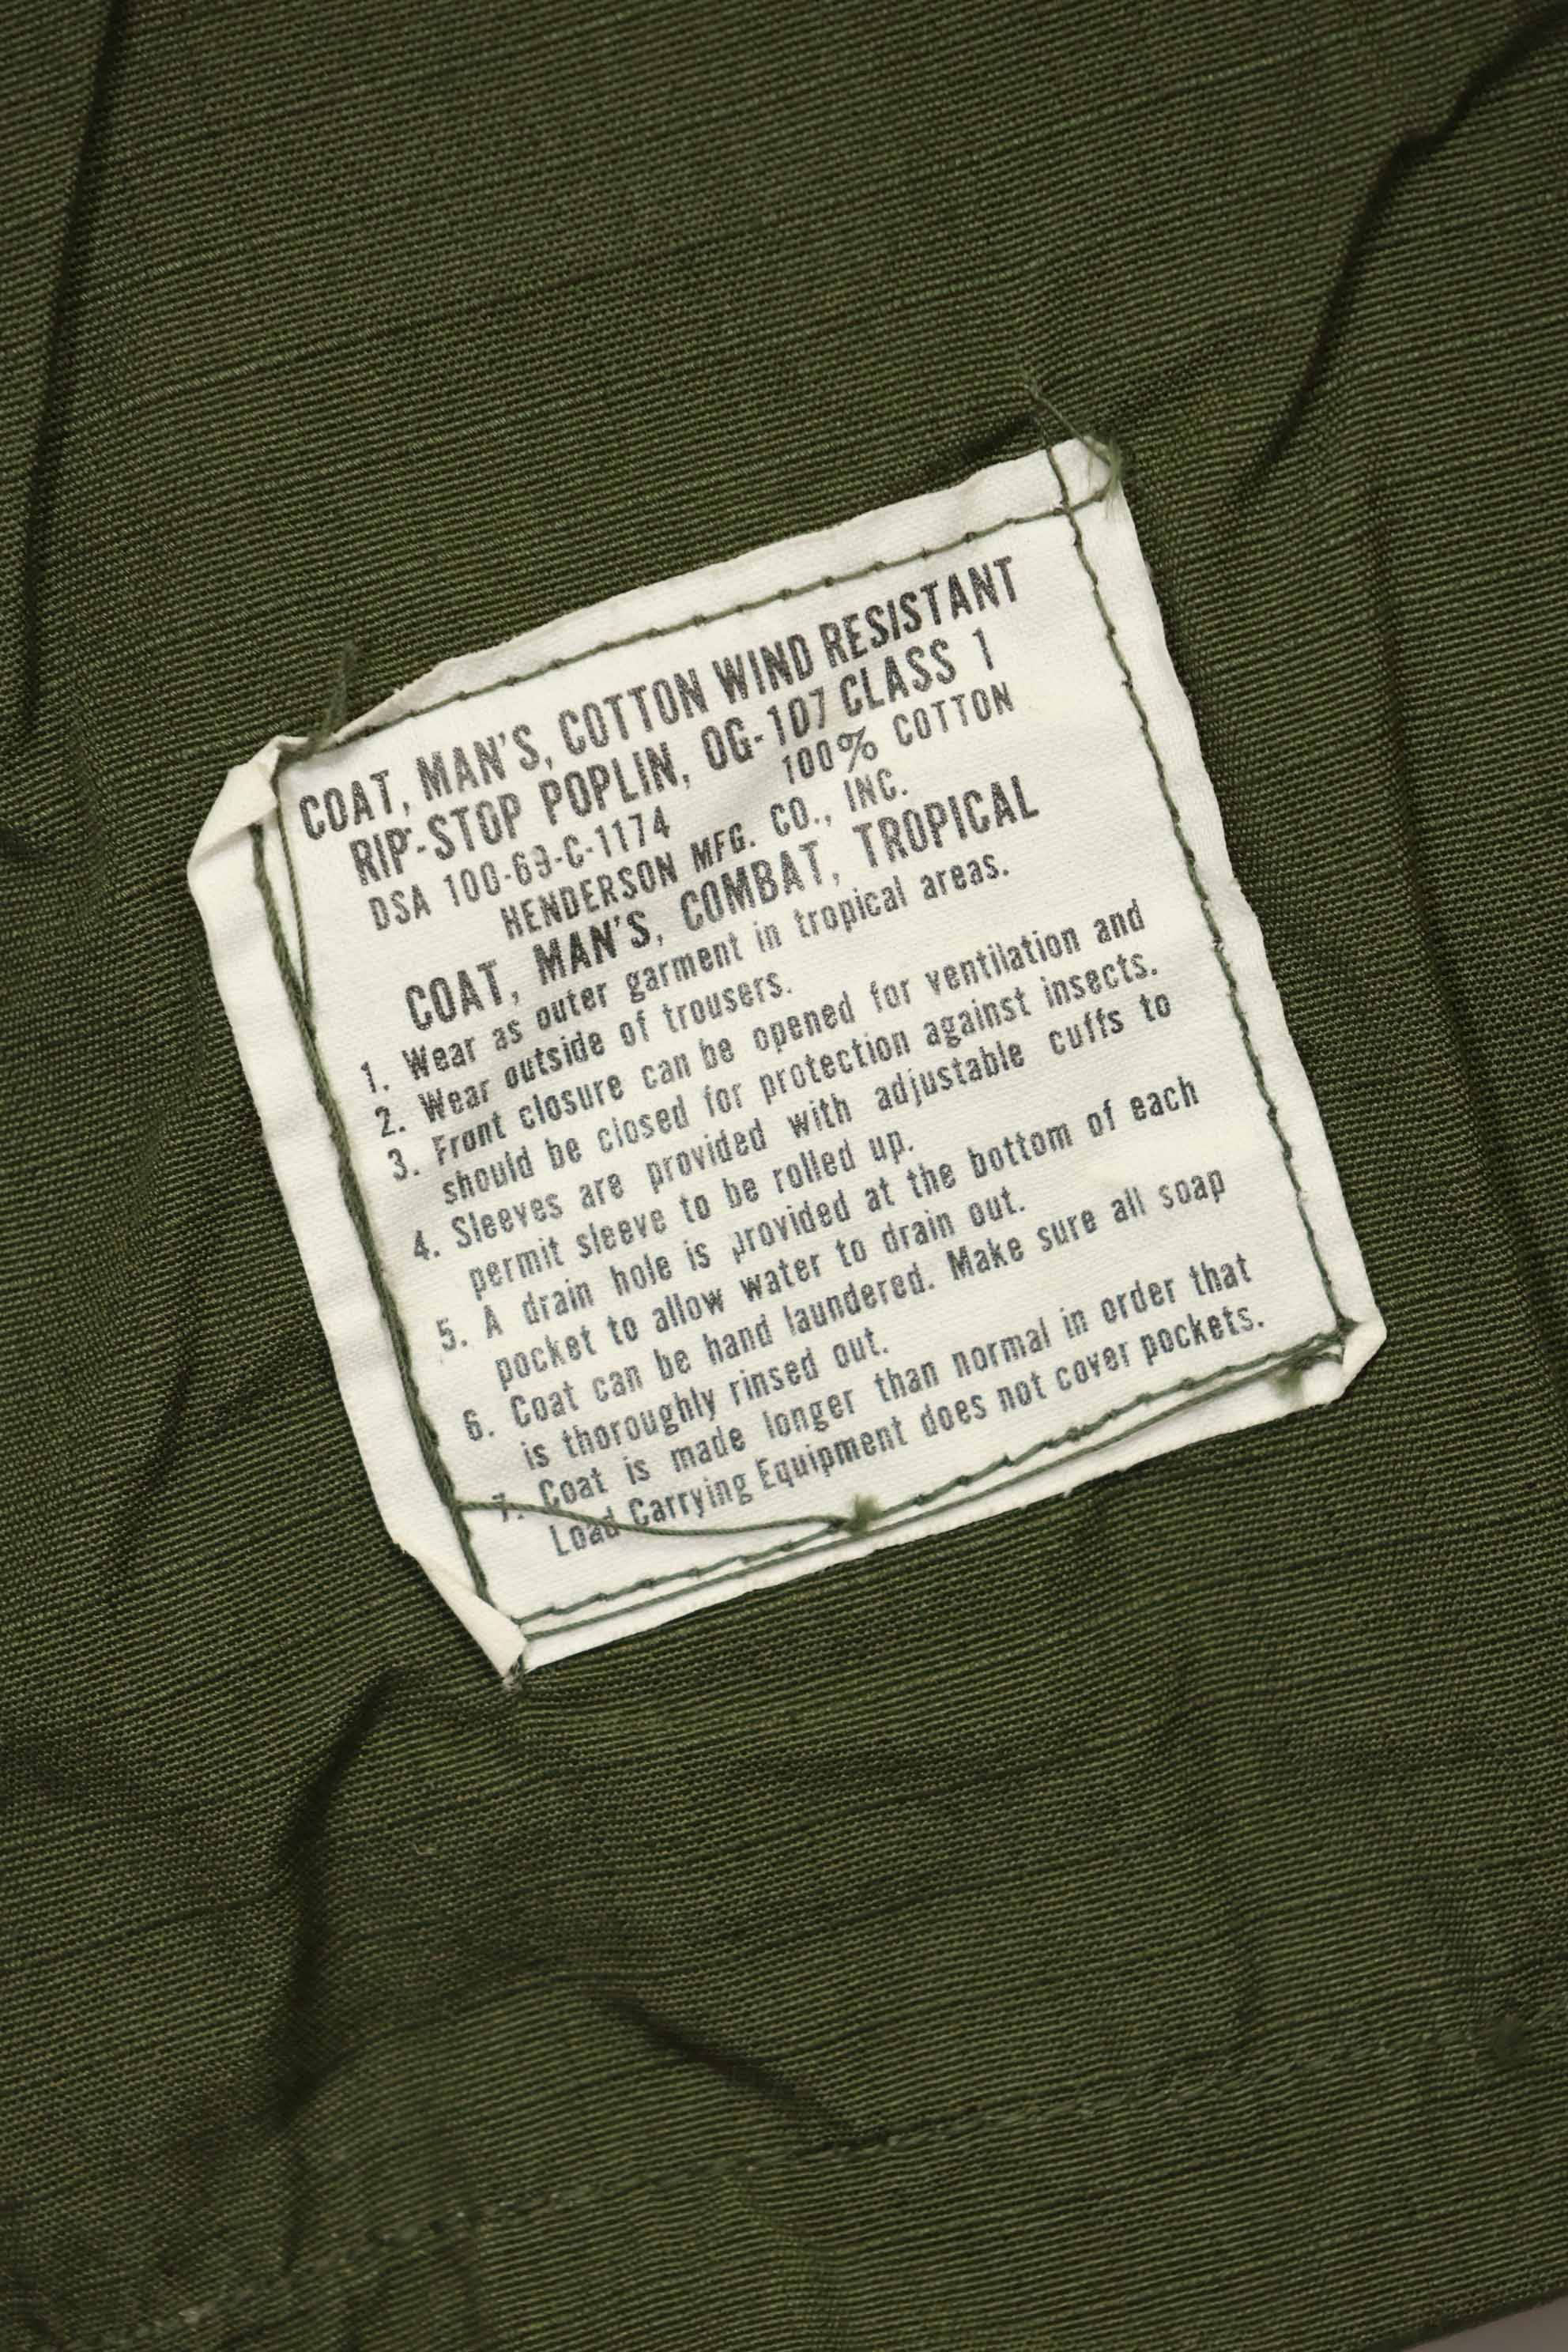 COAT, MAN'S, COTTON WIND RESISTANT
RIP-STOP POPLIN, OG-107 CLASS 1
DSA 100-69-C-1174 100% COTTON
HENDERSON MFG. CO., INC.
COAT, MAN'S, COMBAT, TROPICAL
1. Wear as outer garment in tropical areas.
2. Wear outside of trousers.
3. Front closure can be opened for ventilation and
should be closed for protection against insects.
4. Sleeves are provided with adjustable cuffs to
permit sleeve to be rolled up.
5. A drain hole is provided at the bottom of each
pocket to allow water to drain out.
6. Coat can be hand laundered. Make sure all soap
is thoroughly rinsed out.
7. Coat is made longer than normal in order that
Load Carrying Equipment does not cover pockets.